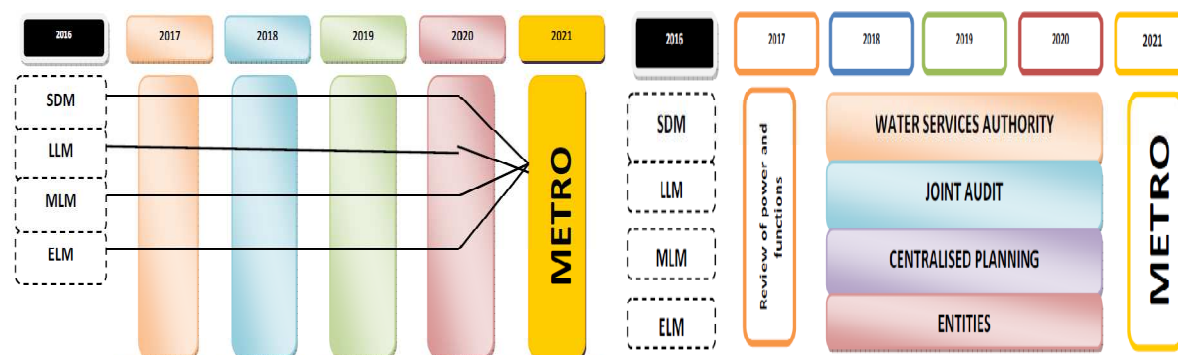 2016
2017
2018
2019
2020
2021
SDM
LLM
MLM
ELM
METRO
2016
2017
2018
2019
2020
2021
SDM
LLM
MLM
ELM
Review of power and
functions
WATER SERVICES AUTHORITY
JOINT AUDIT
CENTRALISED PLANNING
ENTITIES
METRO